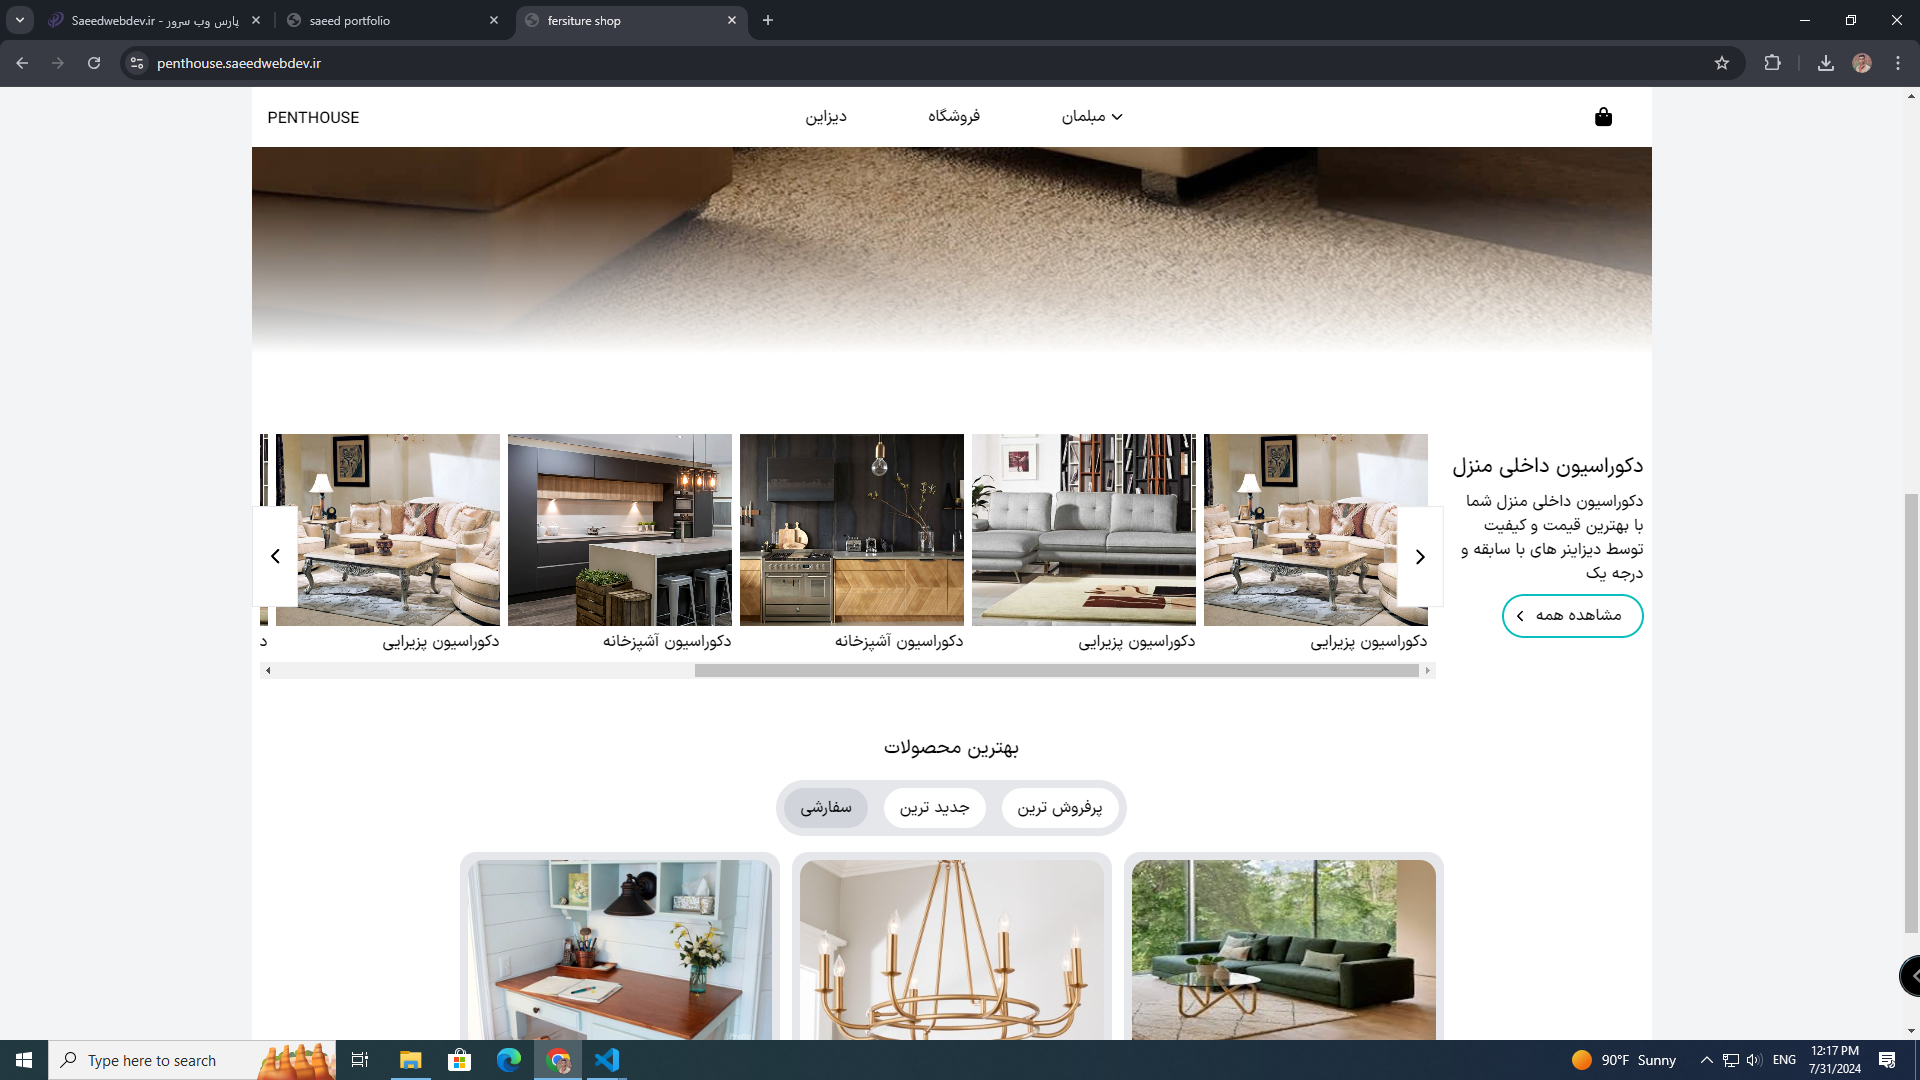 Saeedwebdev.ir - پارس وب سرور
saeed portfolio
fersiture shop
penthouse.saeedwebdev.ir
PENTHOUSE
مبلمان
فروشگاه
دیزاین
دکوراسیون داخلی منزل
دکوراسیون داخلی منزل شما
با بهترین قیمت و کیفیت
توسط دیزاینر های با سابقه و
درجه یک
مشاهده همه
دکوراسیون پزیرایی
دکوراسیون پزیرایی
دکوراسیون آشپزخانه
دکوراسیون آشپزخانه
دکوراسیون پزیرایی
د
بهترین محصولات
پرفروش ترین
جدید ترین
سفارشی
Type here to search
90°F Sunny
ENG
12:17 PM
7/31/2024